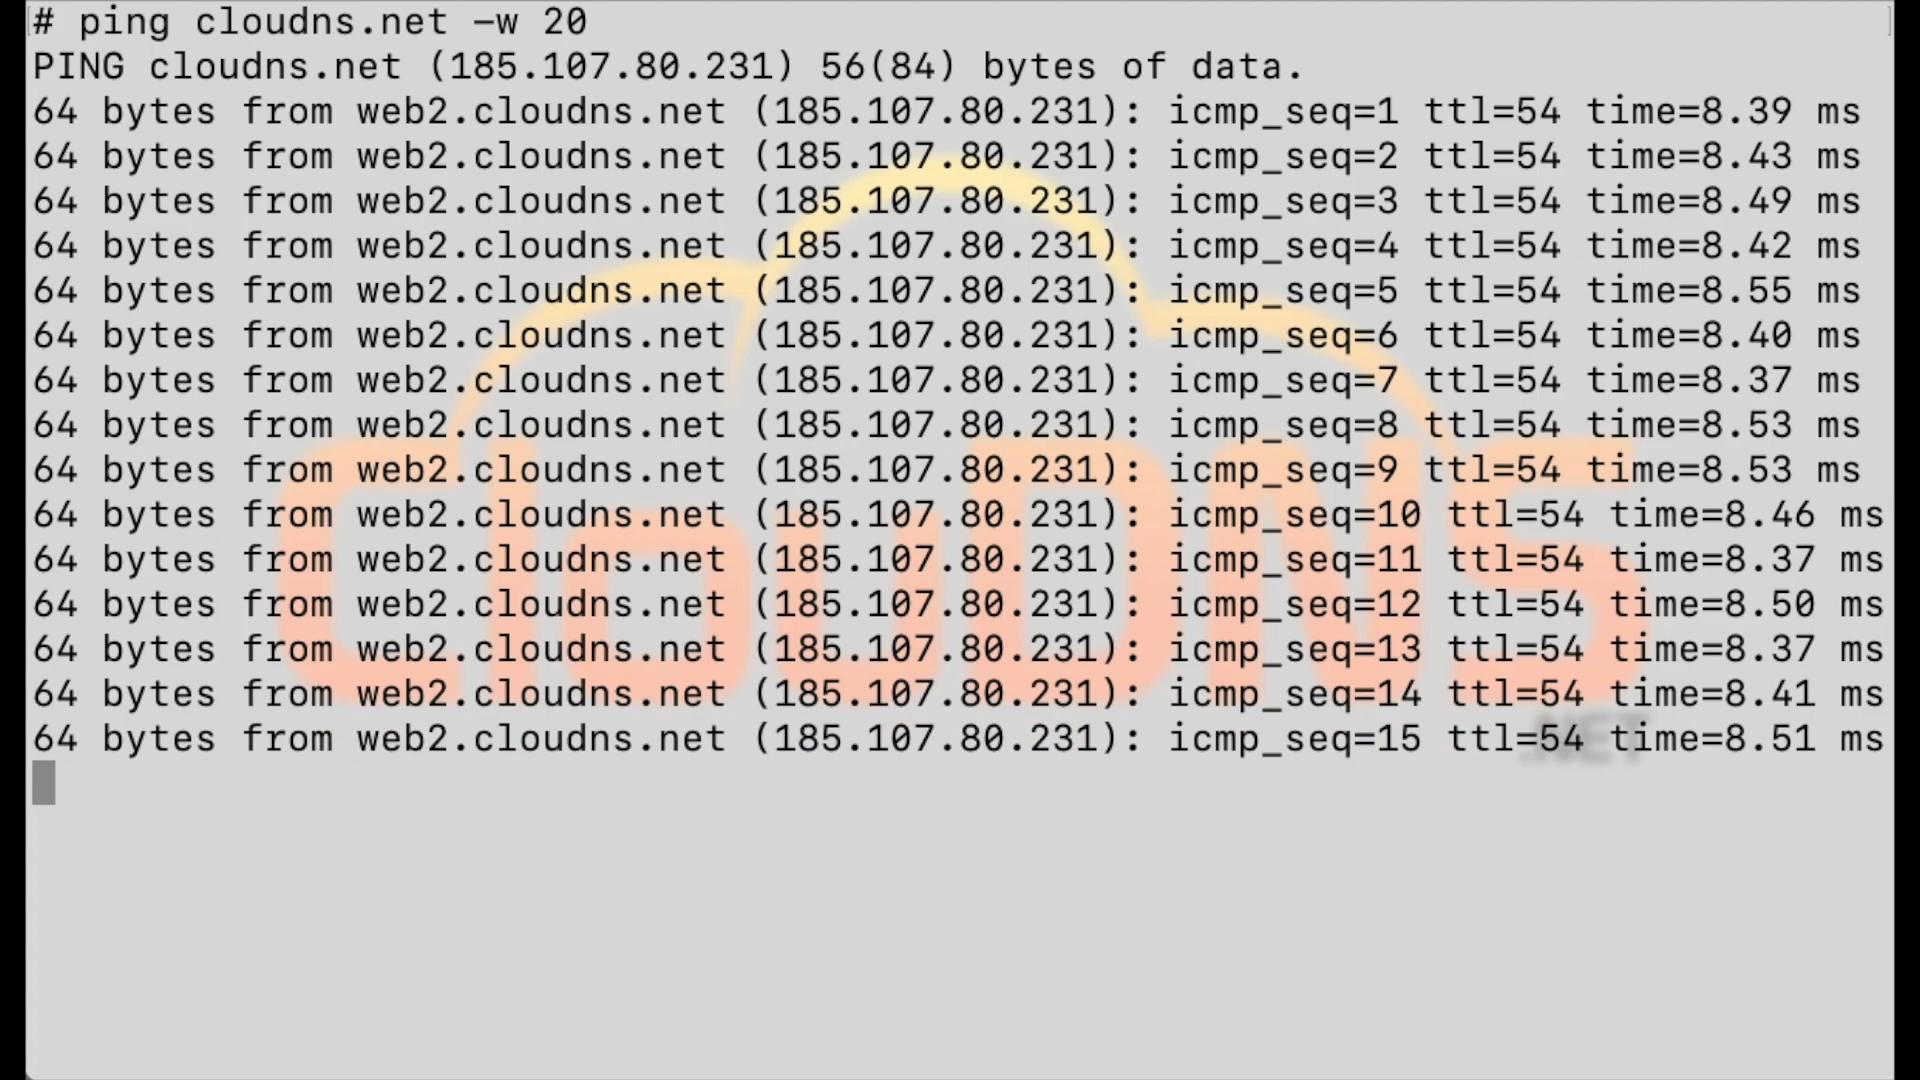 # ping cloudns.net -w 20
PING cloudns.net (185.107.80.231) 56(84) bytes of data.
64 bytes from web2.cloudns.net (185.107.80.231): icmp_seq=1 ttl=54 time=8.39 ms
64 bytes from web2.cloudns.net (185.107.80.231): icmp_seq=2 ttl=54 time=8.43 ms
64 bytes from web2.cloudns.net (185.107.80.231): icmp_seq=3 ttl=54 time=8.49 ms
64 bytes from web2.cloudns.net (185.107.80.231): icmp_seq=4 ttl=54 time=8.42 ms
64 bytes from web2.cloudns.net (185.107.80.231): icmp_seq=5 ttl=54 time=8.55 ms
64 bytes from web2.cloudns.net (185.107.80.231): icmp_seq=6 ttl=54 time=8.40 ms
64 bytes from web2.cloudns.net (185.107.80.231): icmp_seq=7 ttl=54 time=8.37 ms
64 bytes from web2.cloudns.net (185.107.80.231): icmp_seq=8 ttl=54 time=8.53 ms
64 bytes from web2.cloudns.net (185.107.80.231): icmp_seq=9 ttl=54 time=8.53 ms
64 bytes from web2.cloudns.net (185.107.80.231): icmp_seq=10 ttl=54 time=8.46 ms
64 bytes from web2.cloudns.net (185.107.80.231): icmp_seq=11 ttl=54 time=8.37 ms
64 bytes from web2.cloudns.net (185.107.80.231): icmp_seq=12 ttl=54 time=8.50 ms
64 bytes from web2.cloudns.net (185.107.80.231): icmp_seq=13 ttl=54 time=8.37 ms
64 bytes from web2.cloudns.net (185.107.80.231): icmp_seq=14 ttl=54 time=8.41 ms
64 bytes from web2.cloudns.net (185.107.80.231): icmp_seq=15 ttl=54 time=8.51 ms
ClouDNS
.NET